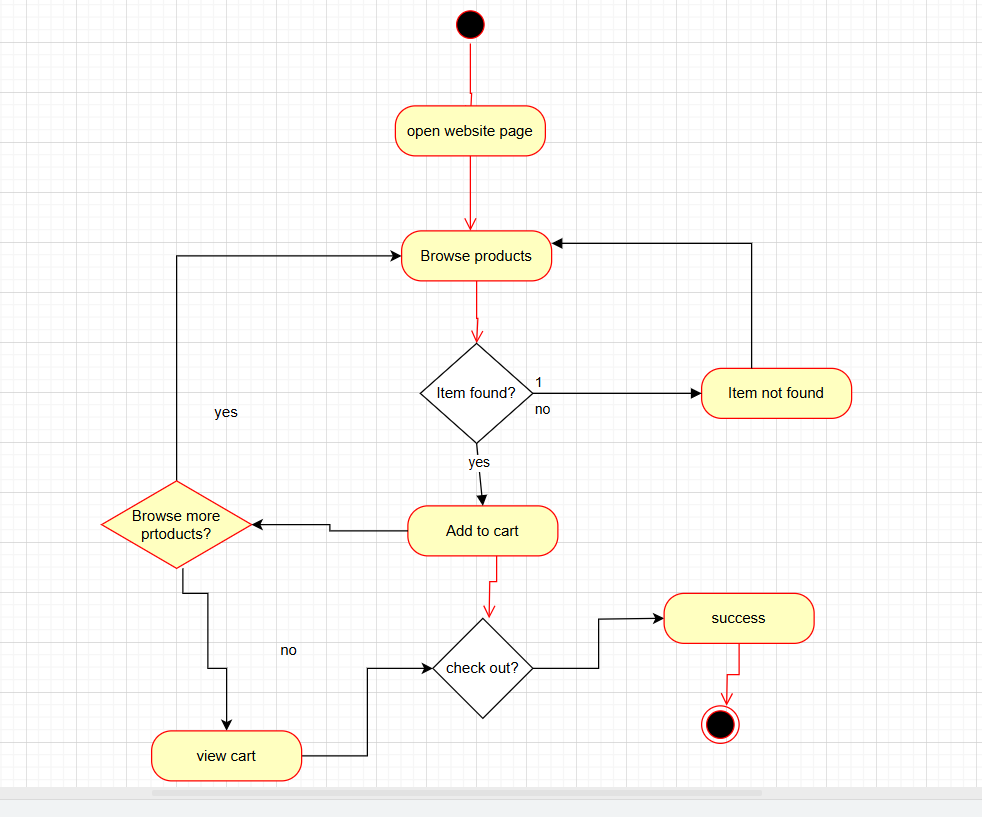 open website page
Browse products
Item found?
1
no
Item not found
yes
yes
Browse more
prtoducts?
Add to cart
success
check out?
no
view cart